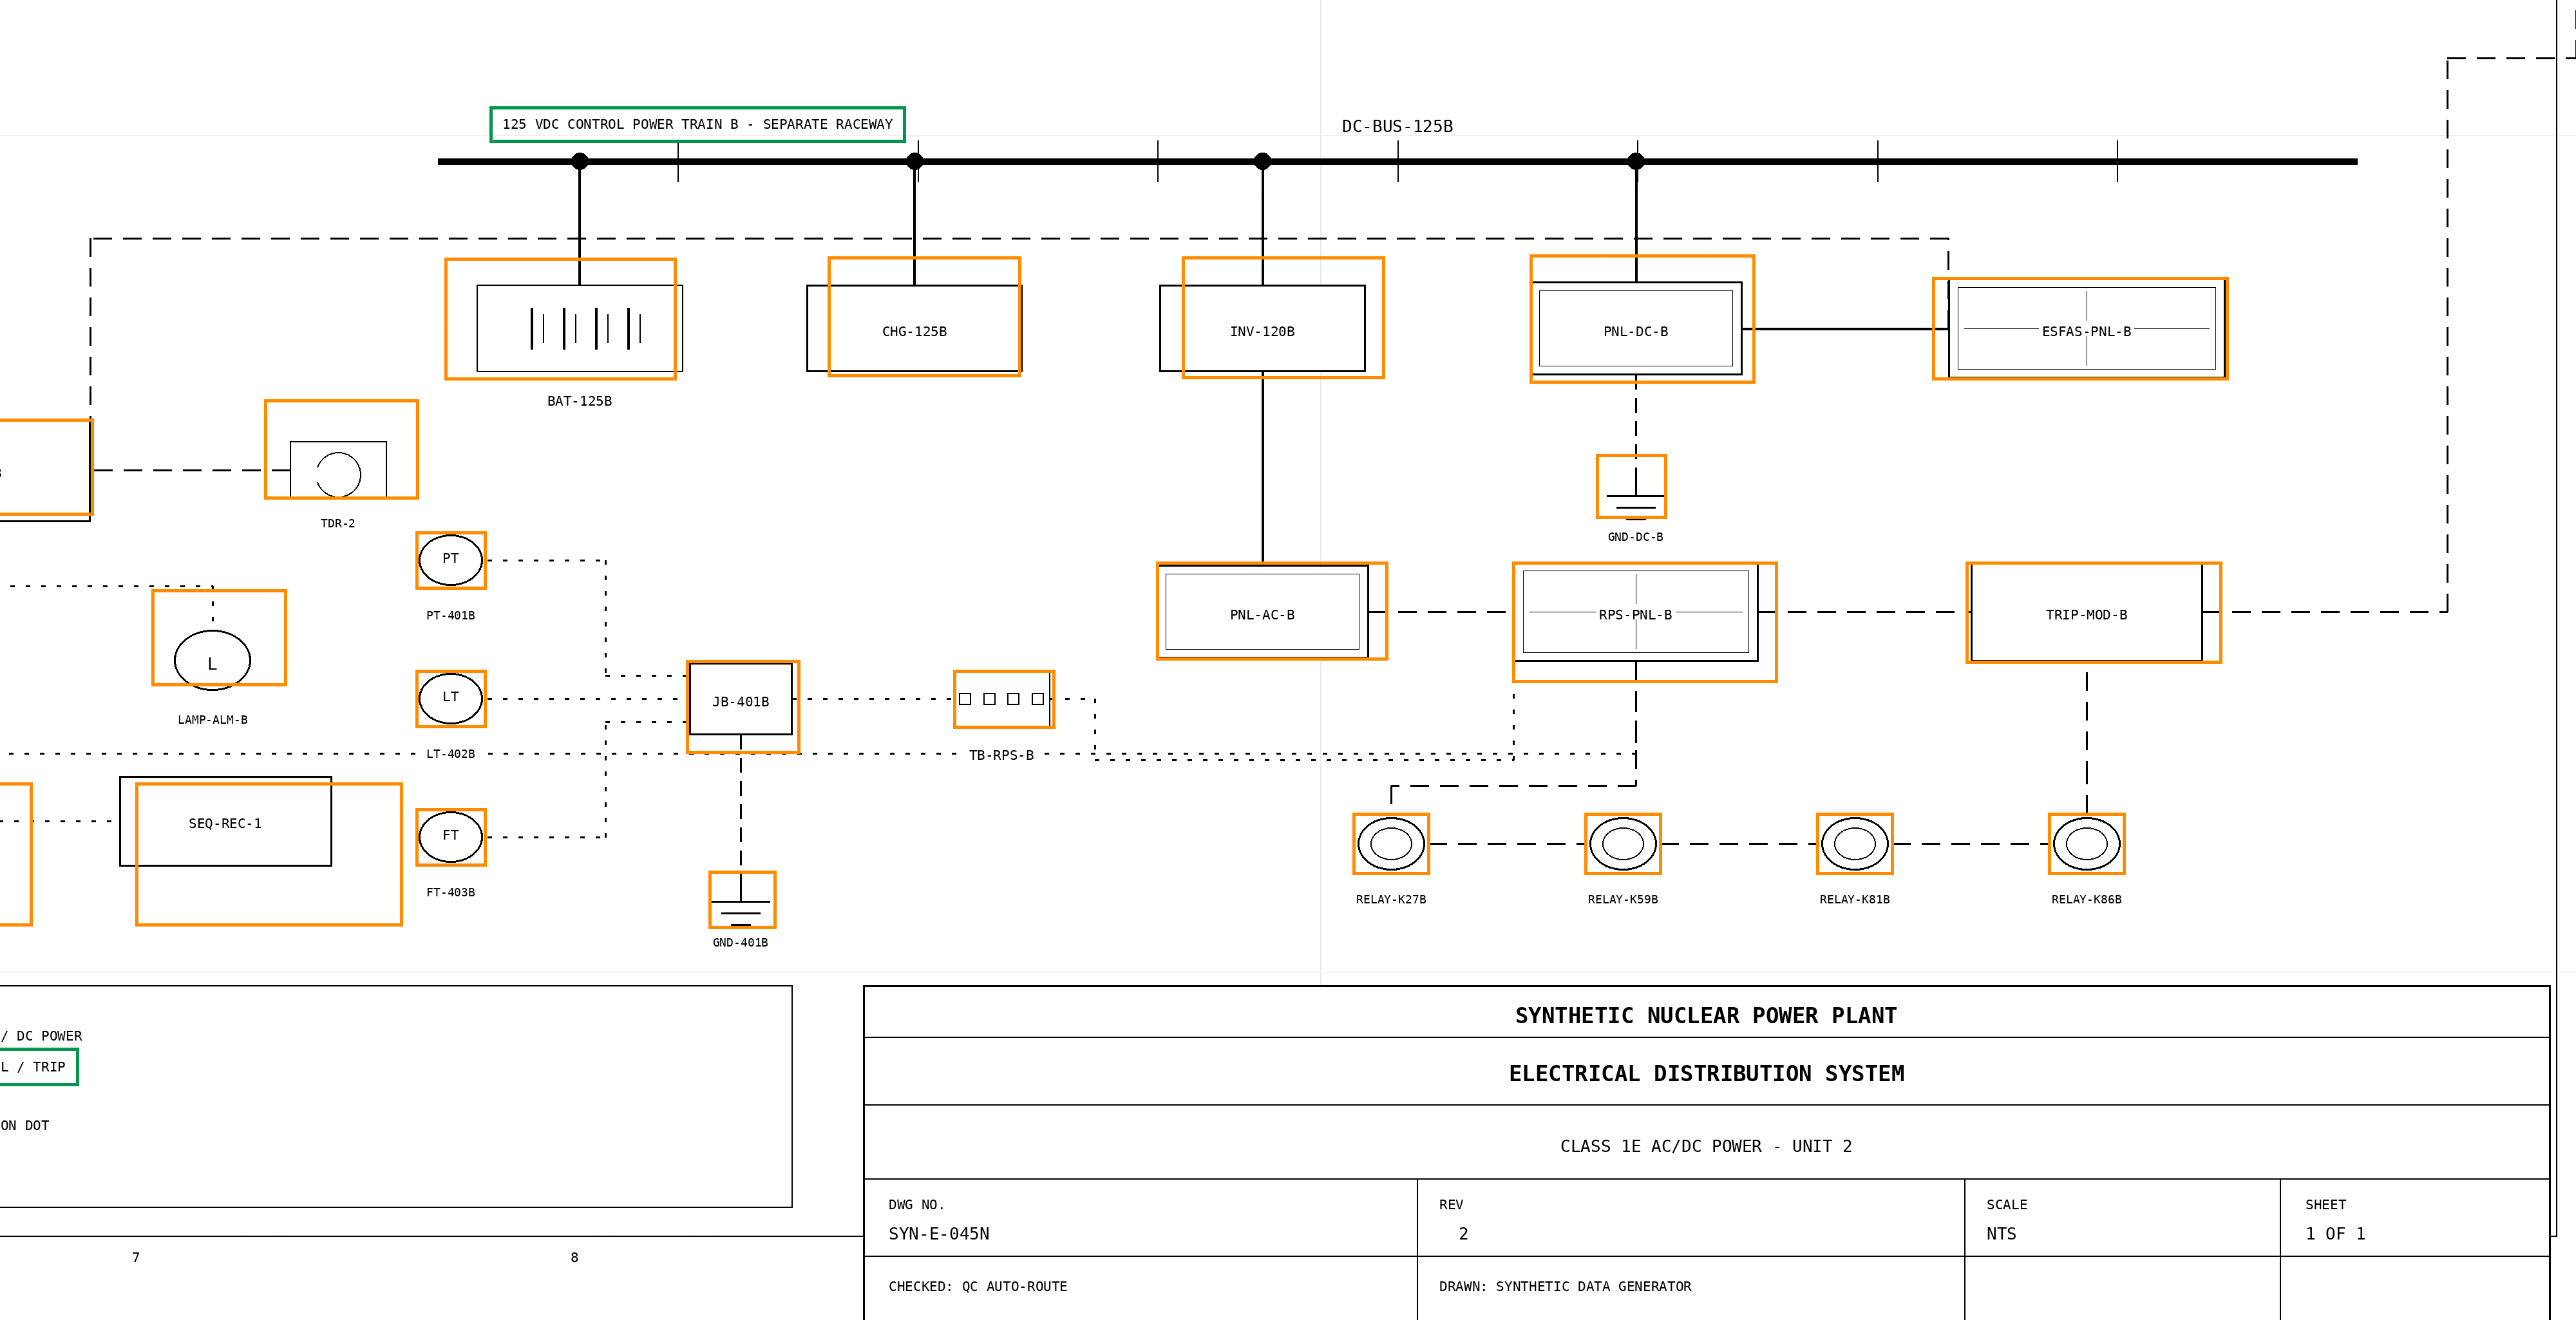 125 VDC CONTROL POWER TRAIN B - SEPARATE RACEWAY
DC-BUS-125B
CHG-125B
INV-120B
PNL-DC-B
ESFAS-PNL-B
BAT-125B
TDR-2
GND-DC-B
PT
PT-401B
PNL-AC-B
RPS-PNL-B
TRIP-MOD-B
L
LAMP-ALM-B
LT
LT-402B
JB-401B
TB-RPS-B
SEQ-REC-1
FT
FT-403B
RELAY-K27B
RELAY-K59B
RELAY-K81B
RELAY-K86B
GND-401B
/ DC POWER
L / TRIP
ON DOT
7
8
SYNTHETIC NUCLEAR POWER PLANT
ELECTRICAL DISTRIBUTION SYSTEM
CLASS 1E AC/DC POWER - UNIT 2
DWG NO.
SYN-E-045N
REV
2
SCALE
NTS
SHEET
1 OF 1
CHECKED: QC AUTO-ROUTE
DRAWN: SYNTHETIC DATA GENERATOR